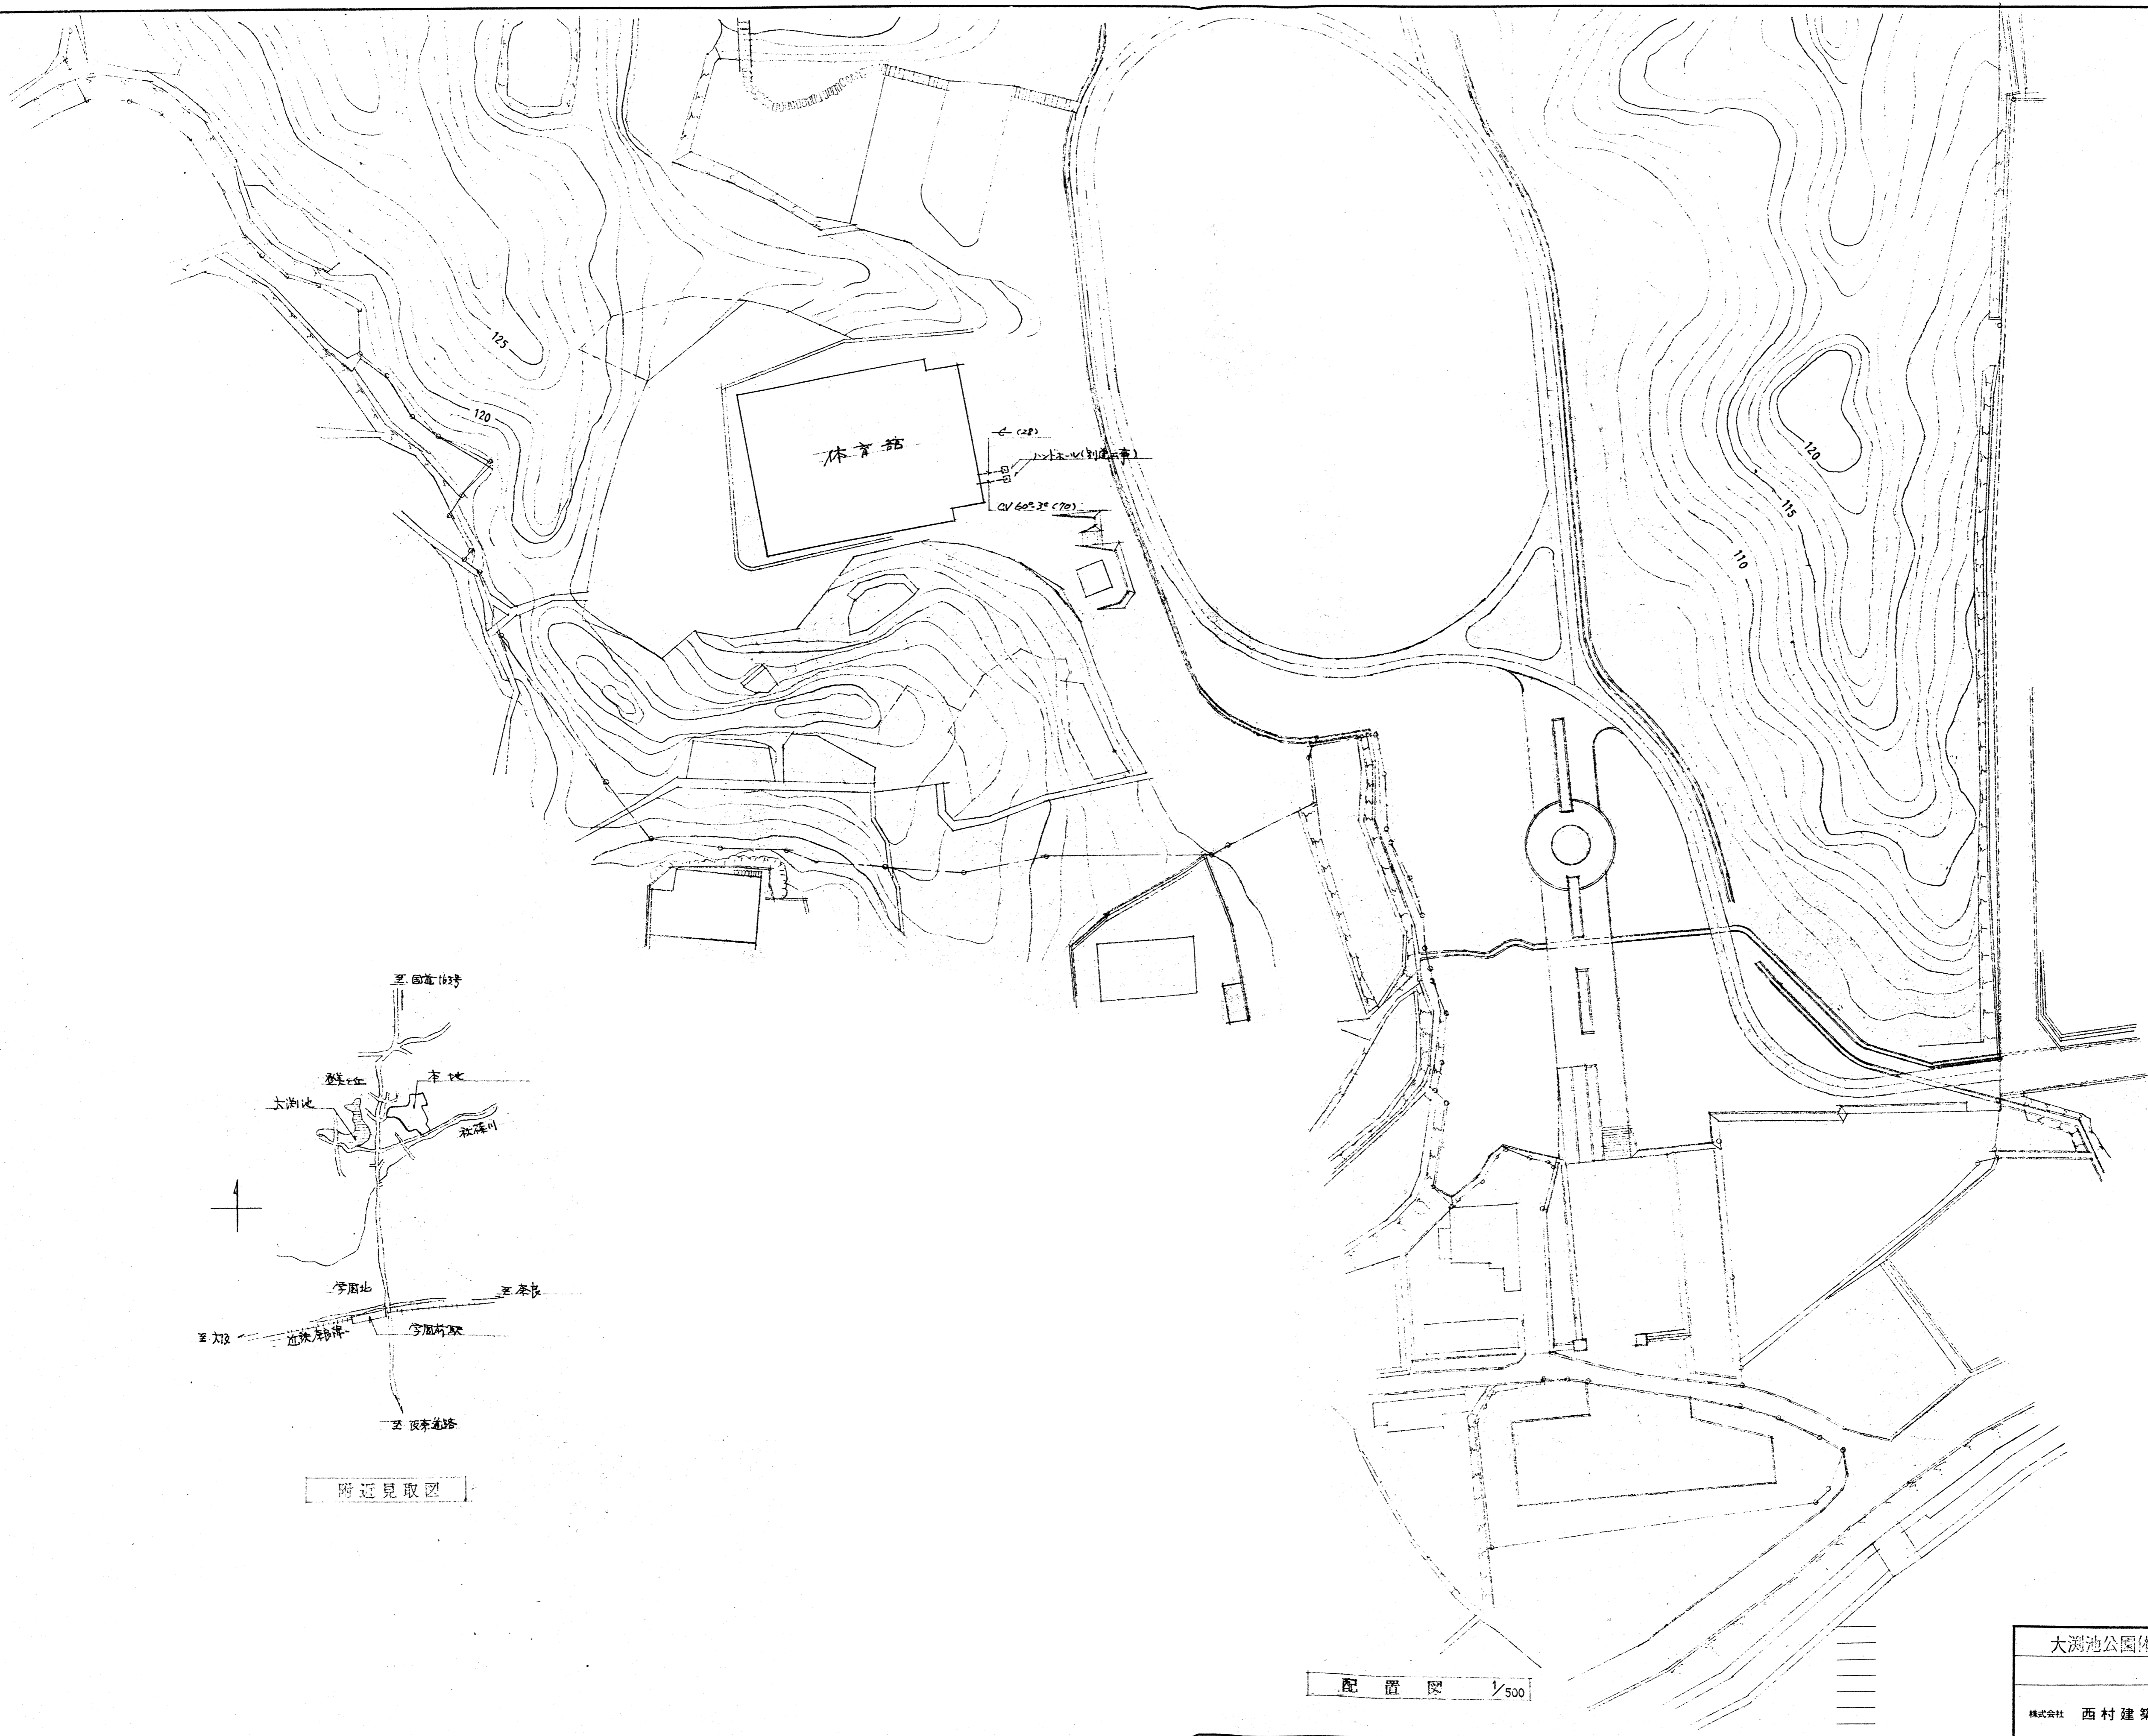 125
120
体育館
← (28)
ハンドホール(別途工事)
CV 60°-3c (70)
120
115
110
至 国道163号
登美ヶ丘
本地
大渕池
秋篠川
学園北
至 奈良
至 大阪
近鉄奈良線
学園前駅
至 阪奈道路
附近見取図
配置図 1/500
大渕池公園体
株式会社 西村建築